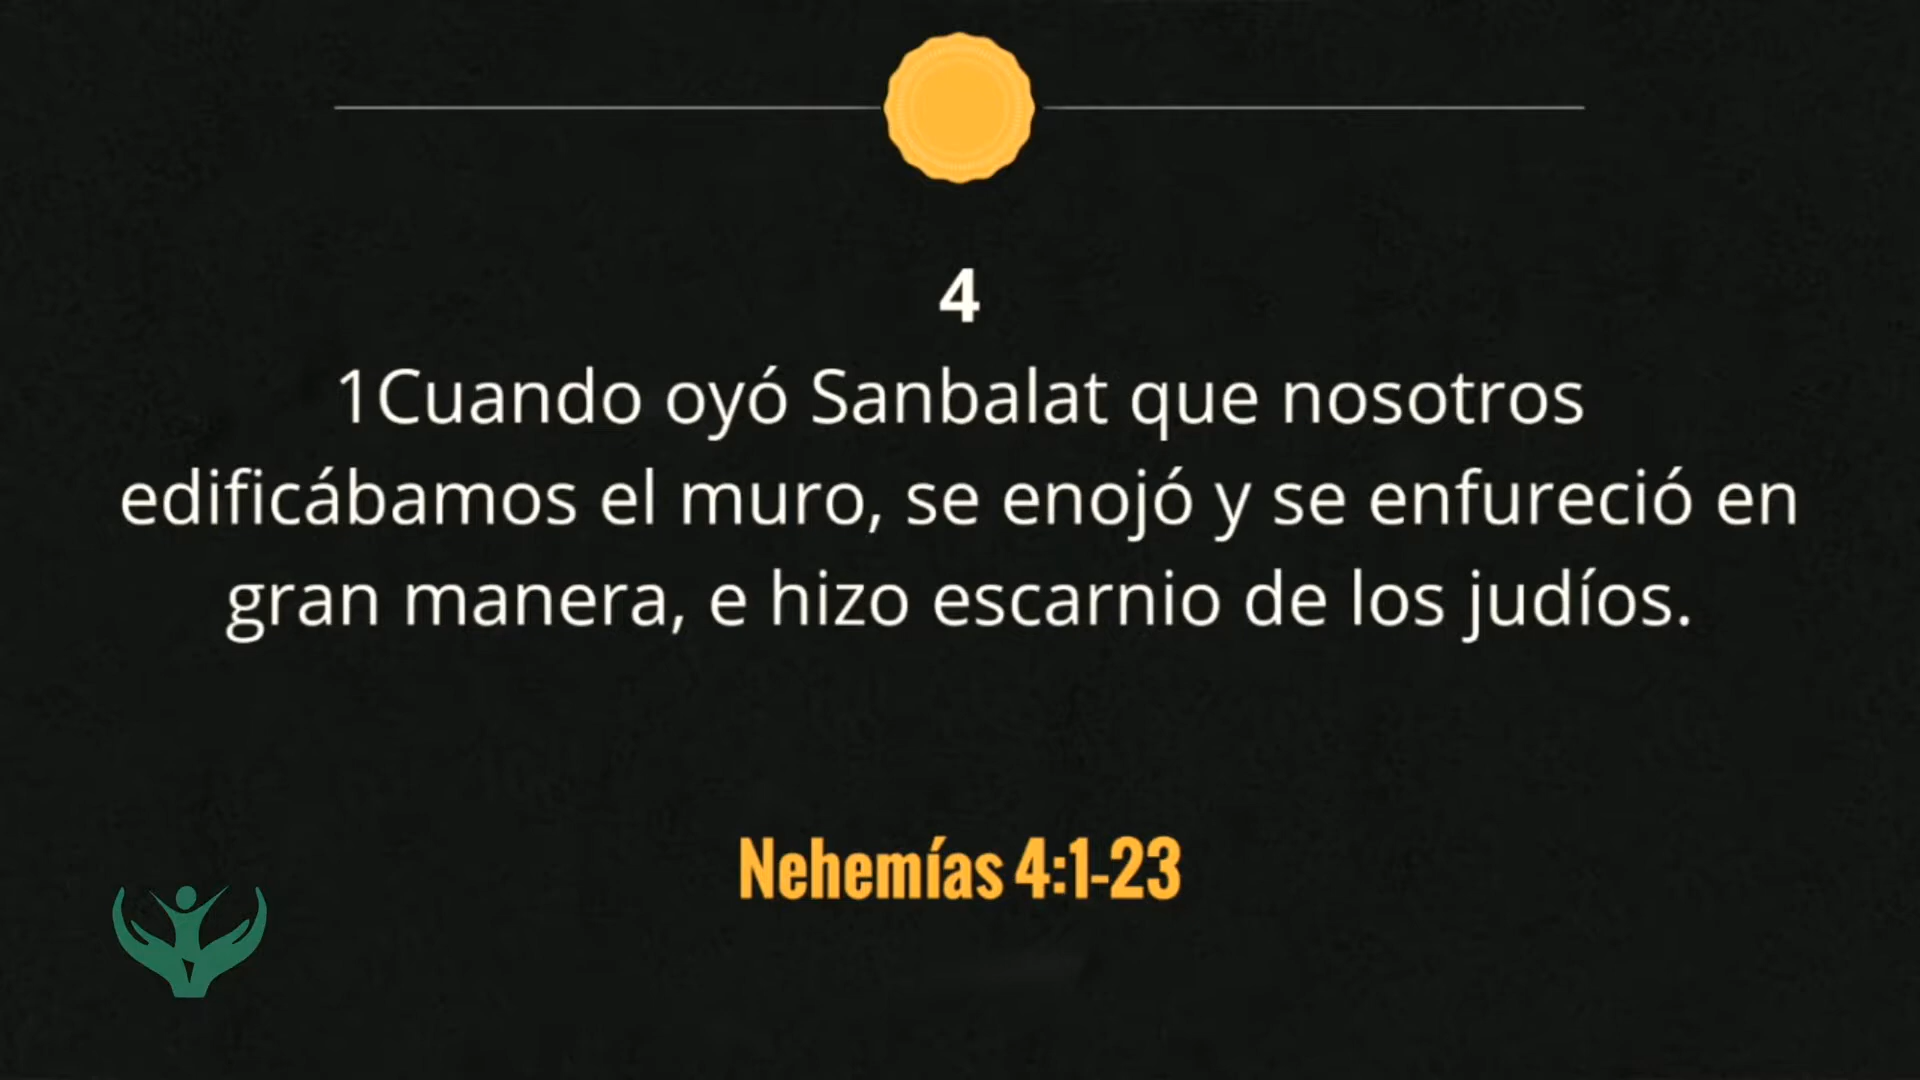 4
1Cuando oyó Sanbalat que nosotros
edificábamos el muro, se enojó y se enfureció en
gran manera, e hizo escarnio de los judíos.
Nehemías 4:1-23